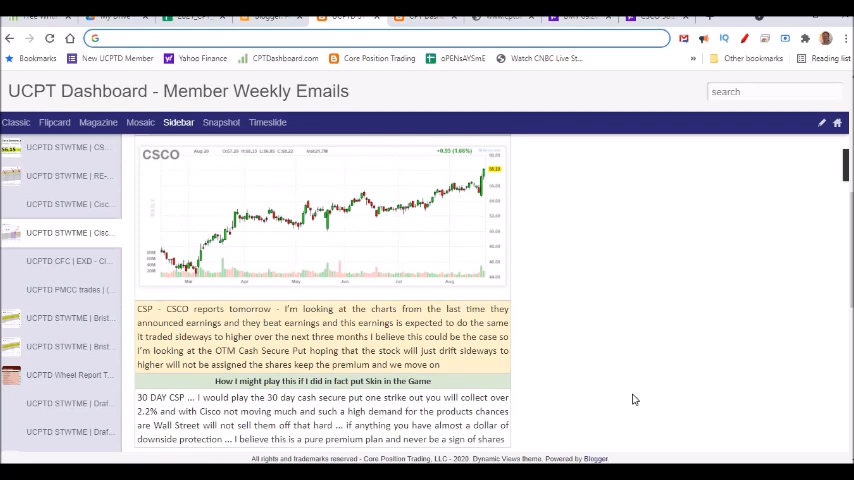 My Drive
Bookmarks New UCPTD Member Yahoo Finance CPTDashboard.com Core Position Trading oPENsAYSmE Watch CNBC Live St... » Other bookmarks Reading list
UCPT Dashboard - Member Weekly Emails
search
Classic Flipcard Magazine Mosaic Sidebar Snapshot Timeslide
UCPTD STWTME | CS...
UCPTD STWTME | RE-...
UCPTD STWTME | Cisc...
UCPTD STWTME | Cisc...
UCPTD CFC | EXD - Cl...
UCPTD PMCC trades | (...
UCPTD STWTME | Brist...
UCPTD STWTME | Brist...
UCPTD Wheel Report T...
UCPTD STWTME | Draf...
UCPTD STWTME | Draf...
CSCO
+0.95 (1.66%)
Mar Apr May Jun Jul Aug
CSP - CSCO reports tomorrow - I'm looking at the charts from the last time they
announced earnings and they beat earnings and this earnings is expected to do the same
it traded sideways to higher over the next three months I believe this could be the case so
I'm looking at the OTM Cash Secure Put hoping that the stock will just drift sideways to
higher will not be assigned the shares keep the premium and we move on
How I might play this if I did in fact put Skin in the Game
30 DAY CSP ... I would play the 30 day cash secure put one strike out you will collect over
2.2% and with Cisco not moving much and such a high demand for the products chances
are Wall Street will not sell them off that hard ... if anything you have almost a dollar of
downside protection ... I believe this is a pure premium plan and never be a sign of shares
All rights and trademarks reserved - Core Position Trading, LLC - 2020. Dynamic Views theme. Powered by Blogger.